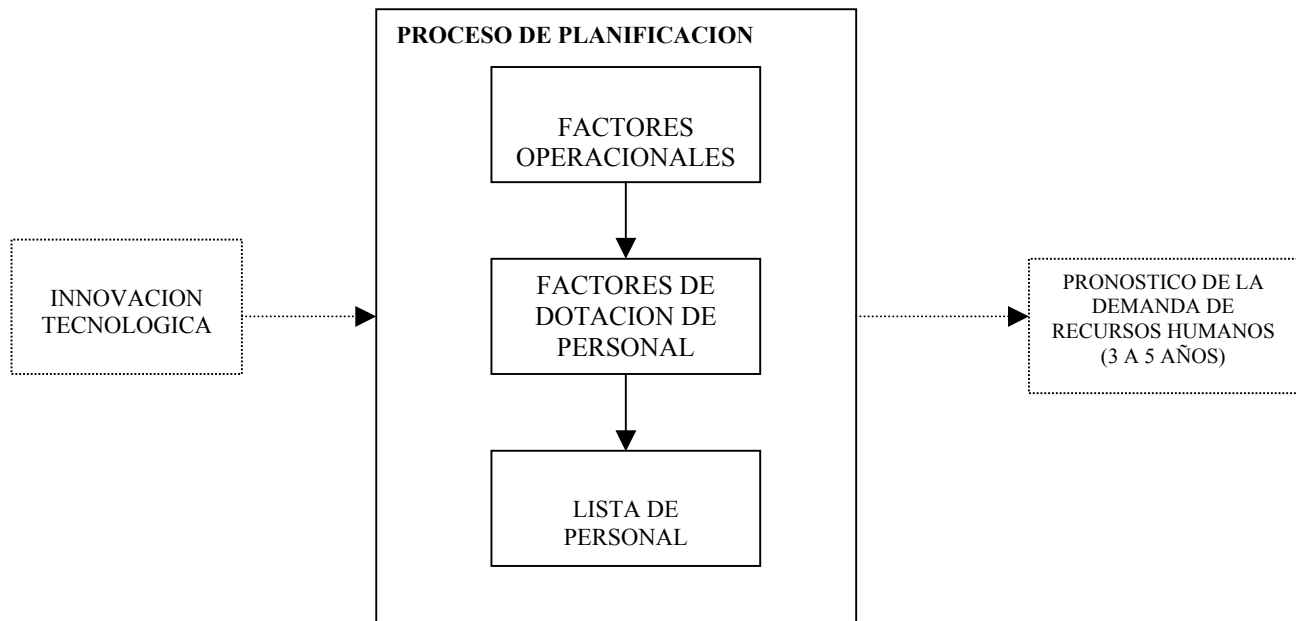 PROCESO DE PLANIFICACION
FACTORES
OPERACIONALES
FACTORES DE
DOTACION DE
PERSONAL
LISTA DE
PERSONAL
INNOVACION
TECNOLOGICA
PRONOSTICO DE LA
DEMANDA DE
RECURSOS HUMANOS
(3 A 5 AÑOS)